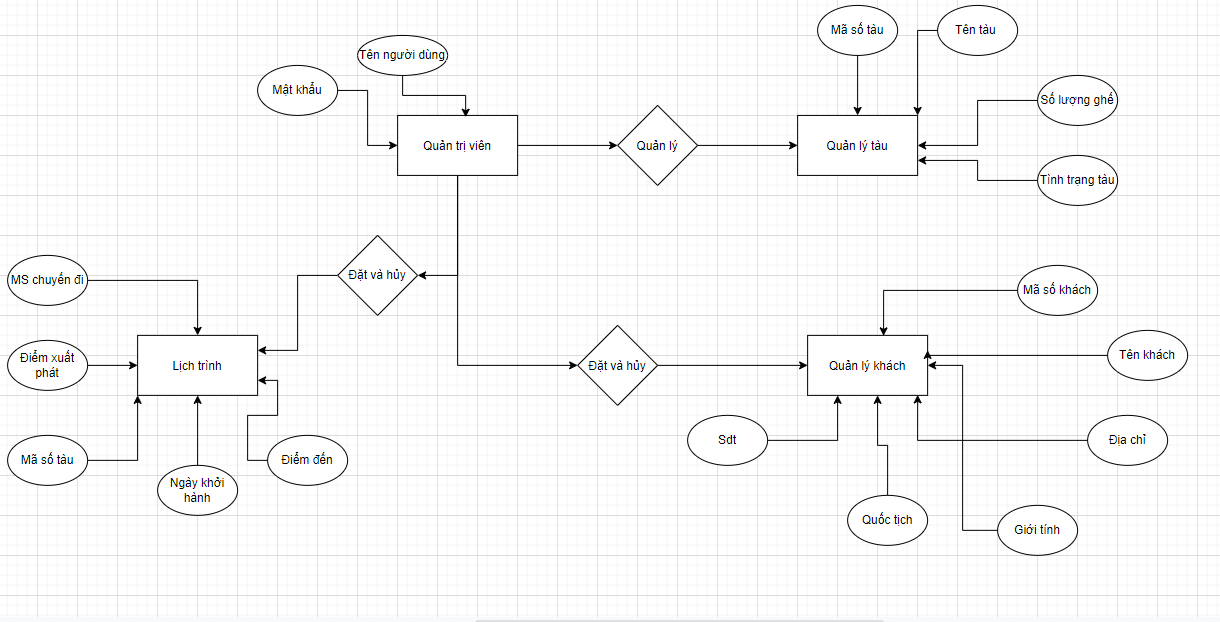 Mã số tàu
Tên tàu
Tên người dùng
Mật khẩu
Số lượng ghế
Quản trị viên
Quản lý
Quản lý tàu
Tình trạng tàu
MS chuyến đi
Đặt và hủy
Mã số khách
Điểm xuất
phát
Lịch trình
Đặt và hủy
Quản lý khách
Tên khách
Mã số tàu
Điểm đến
Sdt
Địa chỉ
Ngày khởi
hành
Quốc tịch
Giới tính